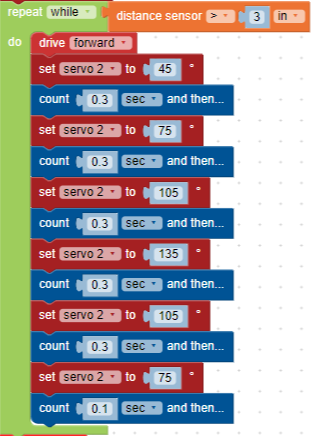 repeat while distance sensor > 3 in
do drive forward
set servo 2 to 45 °
count 0.3 sec and then...
set servo 2 to 75 °
count 0.3 sec and then...
set servo 2 to 105 °
count 0.3 sec and then...
set servo 2 to 135 °
count 0.3 sec and then...
set servo 2 to 105 °
count 0.3 sec and then...
set servo 2 to 75 °
count 0.1 sec and then...